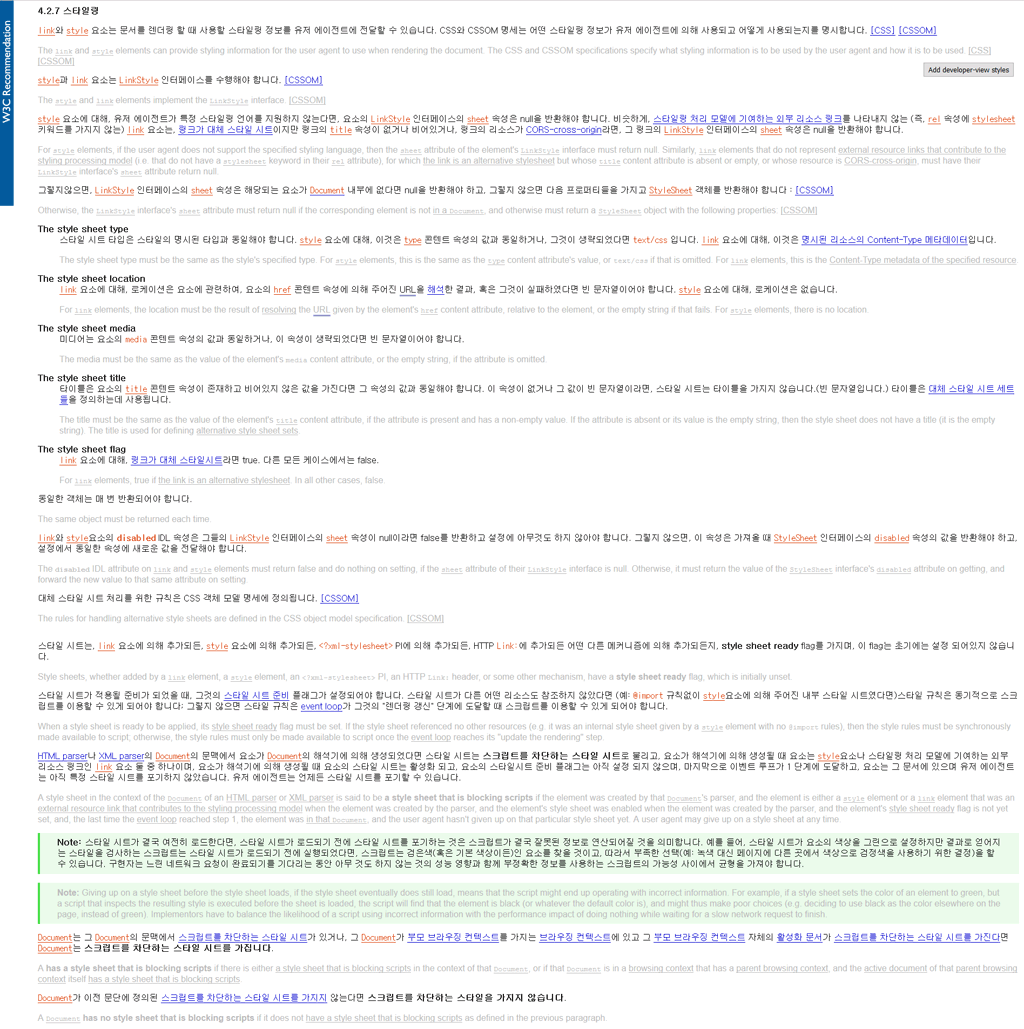 W3C Recommendation
4.2.7 스타일링
link와 style 요소는 문서를 렌더링 할 때 사용할 스타일링 정보를 유저 에이전트에 전달할 수 있습니다. CSS와 CSSOM 명세는 어떤 스타일링 정보가 유저 에이전트에 의해 사용되고 어떻게 사용되는지를 명시합니다. [CSS] [CSSOM]
The link and style elements can provide styling information for the user agent to use when rendering the document. The CSS and CSSOM specifications specify what styling information is to be used by the user agent and how it is to be used. [CSS]
[CSSOM]
Add developer-view styles
style과 link 요소는 LinkStyle 인터페이스를 수행해야 합니다. [CSSOM]
The style and link elements implement the LinkStyle interface. [CSSOM]
style 요소에 대해, 유저 에이전트가 특정 스타일링 언어를 지원하지 않는다면, 요소의 LinkStyle 인터페이스의 sheet 속성은 null을 반환해야 합니다. 비슷하게, 스타일링 처리 모델에 기여하는 외부 리소스 링크를 나타내지 않는 (즉, rel 속성에 stylesheet
키워드를 가지지 않는) link 요소는, 링크가 대체 스타일 시트이지만 링크의 title 속성이 없거나 비어있거나, 링크의 리소스가 CORS-cross-origin라면, 그 링크의 LinkStyle 인터페이스의 sheet 속성은 null을 반환해야 합니다.
For style elements, if the user agent does not support the specified styling language, then the sheet attribute of the element's LinkStyle interface must return null. Similarly, link elements that do not represent external resource links that contribute to the
styling processing model (i.e. that do not have a stylesheet keyword in their rel attribute), for which the link is an alternative stylesheet but whose title content attribute is absent or empty, or whose resource is CORS-cross-origin, must have their
LinkStyle interface's sheet attribute return null.
그렇지않으면, LinkStyle 인터페이스의 sheet 속성은 해당되는 요소가 Document 내부에 없다면 null을 반환해야 하고, 그렇지 않으면 다음 프로퍼티들을 가지고 StyleSheet 객체를 반환해야 합니다 : [CSSOM]
Otherwise, the LinkStyle interface's sheet attribute must return null if the corresponding element is not in a Document, and otherwise must return a StyleSheet object with the following properties: [CSSOM]
The style sheet type
스타일 시트 타입은 스타일의 명시된 타입과 동일해야 합니다. style 요소에 대해, 이것은 type 콘텐트 속성의 값과 동일하거나, 그것이 생략되었다면 text/css 입니다. link 요소에 대해, 이것은 명시된 리소스의 Content-Type 메타데이터입니다.
The style sheet type must be the same as the style's specified type. For style elements, this is the same as the type content attribute's value, or text/css if that is omitted. For link elements, this is the Content-Type metadata of the specified resource.
The style sheet location
link 요소에 대해, 로케이션은 요소에 관련하여, 요소의 href 콘텐트 속성에 의해 주어진 URL을 해석한 결과, 혹은 그것이 실패하였다면 빈 문자열이어야 합니다. style 요소에 대해, 로케이션은 없습니다.
For link elements, the location must be the result of resolving the URL given by the element's href content attribute, relative to the element, or the empty string if that fails. For style elements, there is no location.
The style sheet media
미디어는 요소의 media 콘텐트 속성의 값과 동일하거나, 이 속성이 생략되었다면 빈 문자열이어야 합니다.
The media must be the same as the value of the element's media content attribute, or the empty string, if the attribute is omitted.
The style sheet title
타이틀은 요소의 title 콘텐트 속성이 존재하고 비어있지 않은 값을 가진다면 그 속성의 값과 동일해야 합니다. 이 속성이 없거나 그 값이 빈 문자열이라면, 스타일 시트는 타이틀을 가지지 않습니다.(빈 문자열입니다.) 타이틀은 대체 스타일 시트 세트
들을 정의하는데 사용됩니다.
The title must be the same as the value of the element's title content attribute, if the attribute is present and has a non-empty value. If the attribute is absent or its value is the empty string, then the style sheet does not have a title (it is the empty
string). The title is used for defining alternative style sheet sets.
The style sheet flag
link 요소에 대해, 링크가 대체 스타일시트라면 true. 다른 모든 케이스에서는 false.
For link elements, true if the link is an alternative stylesheet. In all other cases, false.
동일한 객체는 매 번 반환되어야 합니다.
The same object must be returned each time.
link와 style요소의 disabled IDL 속성은 그들의 LinkStyle 인터페이스의 sheet 속성이 null이라면 false를 반환하고 설정에 아무것도 하지 않아야 합니다. 그렇지 않으면, 이 속성은 가져올 때 StyleSheet 인터페이스의 disabled 속성의 값을 반환해야 하고,
설정에서 동일한 속성에 새로운 값을 전달해야 합니다.
The disabled IDL attribute on link and style elements must return false and do nothing on setting, if the sheet attribute of their LinkStyle interface is null. Otherwise, it must return the value of the StyleSheet interface's disabled attribute on getting, and
forward the new value to that same attribute on setting.
대체 스타일 시트 처리를 위한 규칙은 CSS 객체 모델 명세에 정의됩니다. [CSSOM]
The rules for handling alternative style sheets are defined in the CSS object model specification. [CSSOM]
스타일 시트는, link 요소에 의해 추가되든, style 요소에 의해 추가되든, <?xml-stylesheet> PI에 의해 추가되든, HTTP Link: 에 추가되든 어떤 다른 메커니즘에 의해 추가되든지, style sheet ready flag를 가지며, 이 flag는 초기에는 설정 되어있지 않습니
다.
Style sheets, whether added by a link element, a style element, an <?xml-stylesheet> PI, an HTTP Link: header, or some other mechanism, have a style sheet ready flag, which is initially unset.
스타일 시트가 적용될 준비가 되었을 때, 그것의 스타일 시트 준비 플래그가 설정되어야 합니다. 스타일 시트가 다른 어떤 리소스도 참조하지 않았다면 (예: @import 규칙없이 style요소에 의해 주어진 내부 스타일 시트였다면)스타일 규칙은 동기적으로 스크
립트를 이용할 수 있게 되어야 합니다; 그렇지 않으면 스타일 규칙은 event loop가 그것의 "렌더링 갱신" 단계에 도달할 때 스크립트를 이용할 수 있게 되어야 합니다.
When a style sheet is ready to be applied, its style sheet ready flag must be set. If the style sheet referenced no other resources (e.g. it was an internal style sheet given by a style element with no @import rules), then the style rules must be synchronously
made available to script; otherwise, the style rules must only be made available to script once the event loop reaches its "update the rendering" step.
HTML parser나 XML parser의 Document의 문맥에서 요소가 Document의 해석기에 의해 생성되었다면 스타일 시트는 스크립트를 차단하는 스타일 시트로 불리고, 요소가 해석기에 의해 생성될 때 요소는 style요소나 스타일링 처리 모델에 기여하는 외부
리소스 링크인 link 요소 둘 중 하나이며, 요소가 해석기에 의해 생성될 때 요소의 스타일 시트는 활성화 되고, 요소의 스타일시트 준비 플래그는 아직 설정 되지 않으며, 마지막으로 이벤트 루프가 1 단계에 도달하고, 요소는 그 문서에 있으며 유저 에이전트
는 아직 특정 스타일 시트를 포기하지 않았습니다. 유저 에이전트는 언제든 스타일 시트를 포기할 수 있습니다.
A style sheet in the context of the Document of an HTML parser or XML parser is said to be a style sheet that is blocking scripts if the element was created by that Document's parser, and the element is either a style element or a link element that was an
external resource link that contributes to the styling processing model when the element was created by the parser, and the element's style sheet was enabled when the element was created by the parser, and the element's style sheet ready flag is not yet
set, and, the last time the event loop reached step 1, the element was in that Document, and the user agent hasn't given up on that particular style sheet yet. A user agent may give up on a style sheet at any time.
Note: 스타일 시트가 결국 여전히 로드한다면, 스타일 시트가 로드되기 전에 스타일 시트를 포기하는 것은 스크립트가 결국 잘못된 정보로 연산되어질 것을 의미합니다. 예를 들어, 스타일 시트가 요소의 색상을 그린으로 설정하지만 결과로 얻어지
는 스타일을 검사하는 스크립트는 스타일 시트가 로드되기 전에 실행되었다면, 스크립트는 검은색(혹은 기본 색상이든)인 요소를 찾을 것이고, 따라서 부족한 선택(예: 녹색 대신 페이지에 다른 곳에서 색상으로 검정색을 사용하기 위한 결정)을 할
수 있습니다. 구현자는 느린 네트워크 요청이 완료되기를 기다리는 동안 아무 것도 하지 않는 것의 성능 영향과 함께 부정확한 정보를 사용하는 스크립트의 가능성 사이에서 균형을 가져야 합니다.
Note: Giving up on a style sheet before the style sheet loads, if the style sheet eventually does still load, means that the script might end up operating with incorrect information. For example, if a style sheet sets the color of an element to green, but
a script that inspects the resulting style is executed before the sheet is loaded, the script will find that the element is black (or whatever the default color is), and might thus make poor choices (e.g. deciding to use black as the color elsewhere on the
page, instead of green). Implementors have to balance the likelihood of a script using incorrect information with the performance impact of doing nothing while waiting for a slow network request to finish.
Document는 그 Document의 문맥에서 스크립트를 차단하는 스타일 시트가 있거나, 그 Document가 부모 브라우징 컨텍스트를 가지는 브라우징 컨텍스트에 있고 그 부모 브라우징 컨텍스트 자체의 활성화 문서가 스크립트를 차단하는 스타일 시트를 가진다면
Document는 스크립트를 차단하는 스타일 시트를 가집니다.
A has a style sheet that is blocking scripts if there is either a style sheet that is blocking scripts in the context of that Document, or if that Document is in a browsing context that has a parent browsing context, and the active document of that parent browsing
context itself has a style sheet that is blocking scripts.
Document가 이전 문단에 정의된 스크립트를 차단하는 스타일 시트를 가지지 않는다면 스크립트를 차단하는 스타일을 가지지 않습니다.
A Document has no style sheet that is blocking scripts if it does not have a style sheet that is blocking scripts as defined in the previous paragraph.